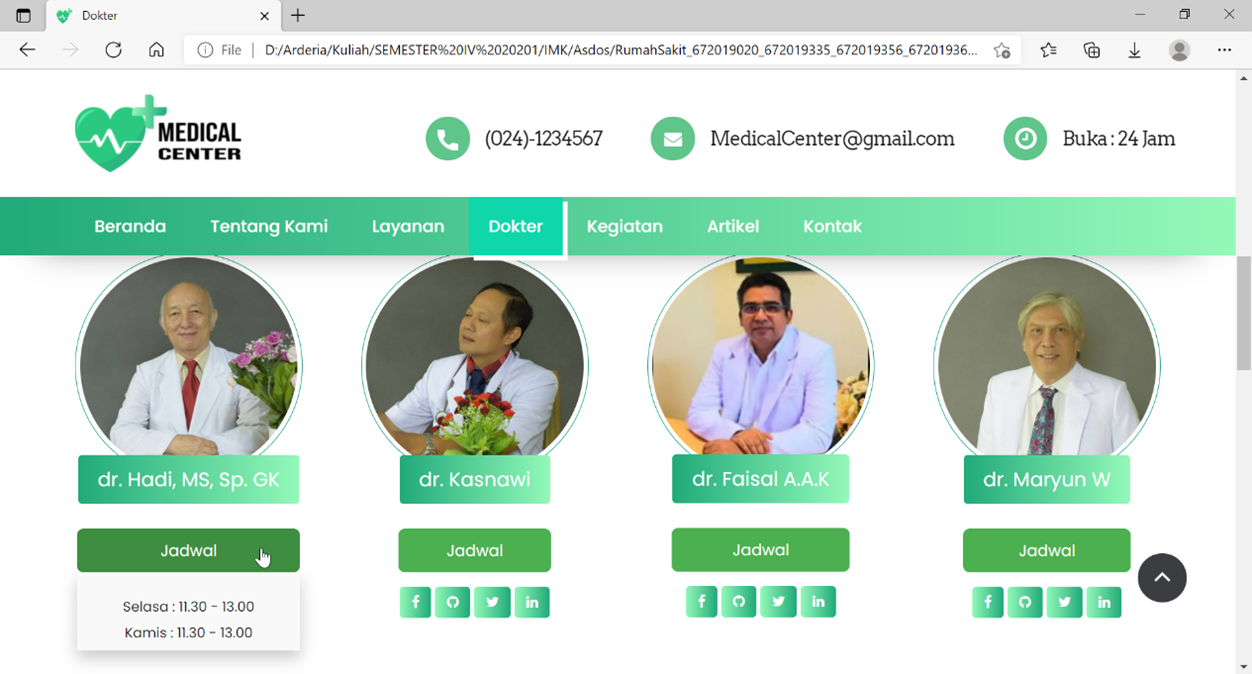 Dokter
File
D:/Arderia/Kuliah/SEMESTER%20IV%2020201/IMK/Asdos/RumahSakit_672019020_672019335_672019356_67201936...
MEDICAL
CENTER
(024)-1234567
MedicalCenter@gmail.com
Buka : 24 Jam
Beranda
Tentang Kami
Layanan
Dokter
Kegiatan
Artikel
Kontak
dr. Hadi, MS, Sp. GK
dr. Kasnawi
dr. Faisal A.A.K
dr. Maryun W
Jadwal
Jadwal
Jadwal
Jadwal
Selasa : 11.30 - 13.00
Kamis : 11.30 - 13.00